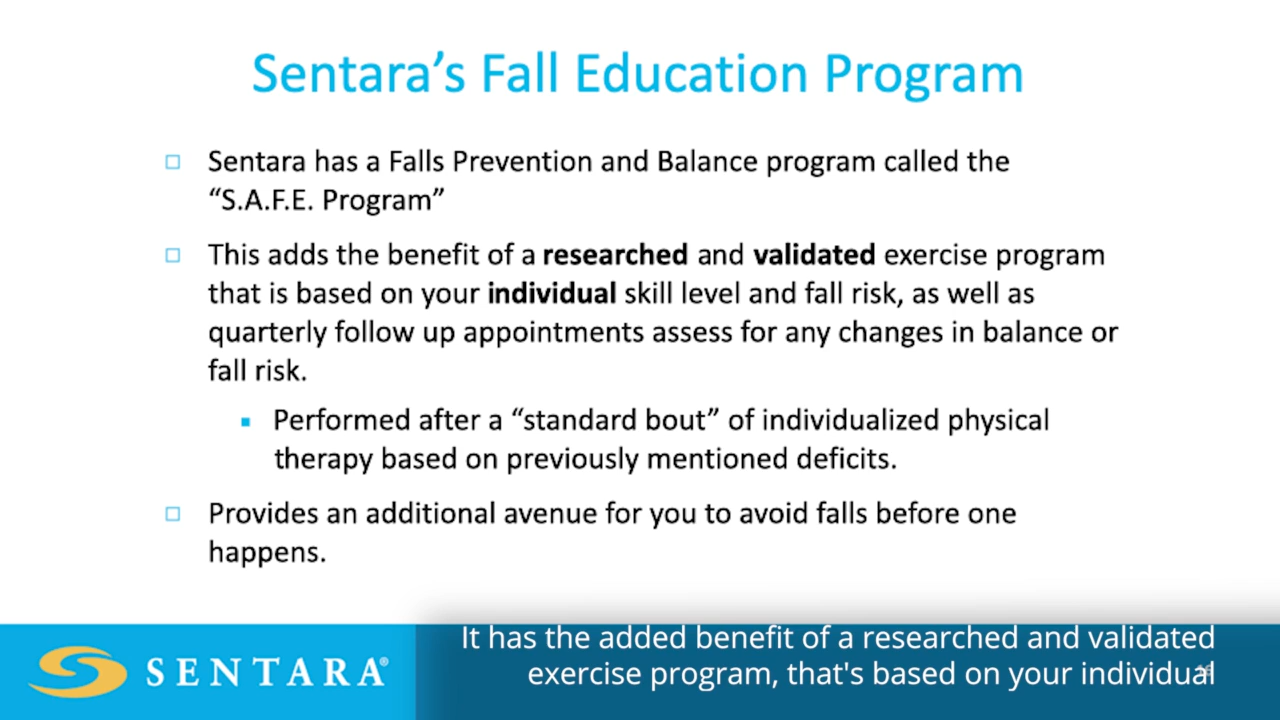 Sentara’s Fall Education Program
Sentara has a Falls Prevention and Balance program called the
“S.A.F.E. Program”
This adds the benefit of a researched and validated exercise program
that is based on your individual skill level and fall risk, as well as
quarterly follow up appointments assess for any changes in balance or
fall risk.
Performed after a “standard bout” of individualized physical
therapy based on previously mentioned deficits.
Provides an additional avenue for you to avoid falls before one
happens.
SENTARA®
It has the added benefit of a researched and validated
exercise program, that's based on your individual